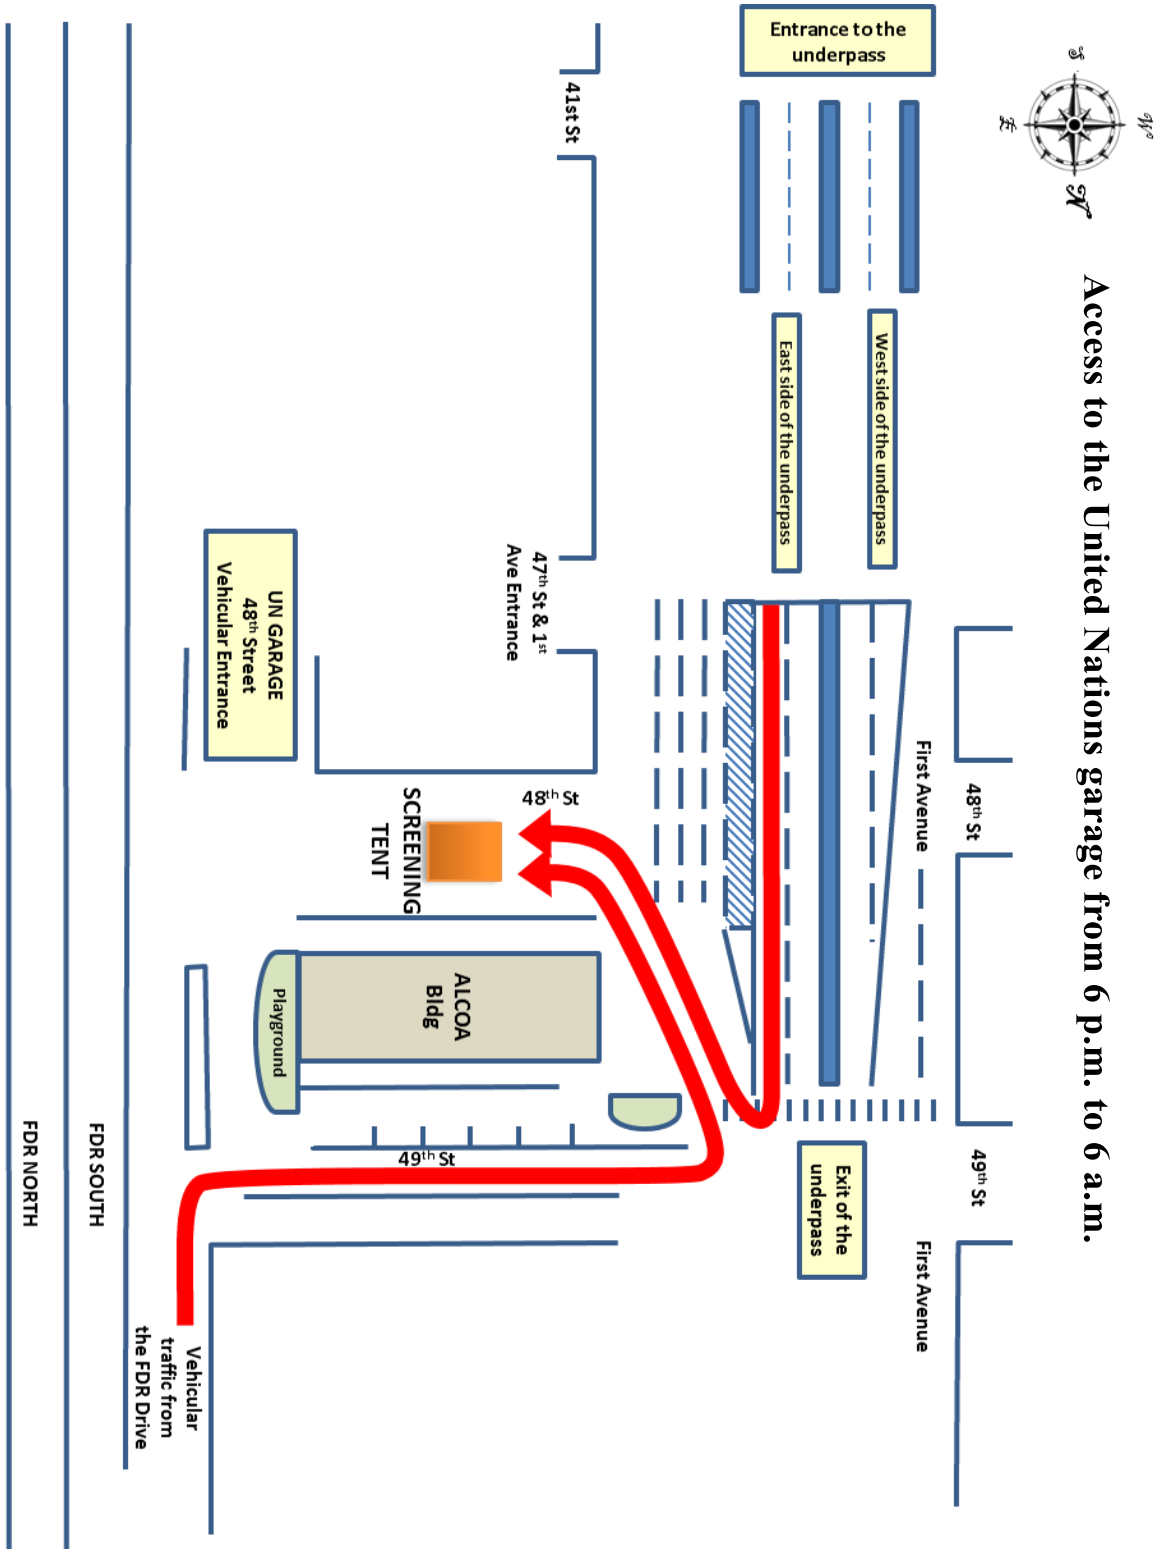 Access to the United Nations garage from 6 p.m. to 6 a.m.
S
W
E
N
Entrance to the
underpass
41st St
West side of the underpass
East side of the underpass
47th St & 1st
Ave Entrance
UN GARAGE
48th Street
Vehicular Entrance
First Avenue
48th St
48th St
SCREENING
TENT
ALCOA
Bldg
Playground
49th St
49th St
Exit of the
underpass
First Avenue
Vehicular
traffic from
the FDR Drive
FDR SOUTH
FDR NORTH